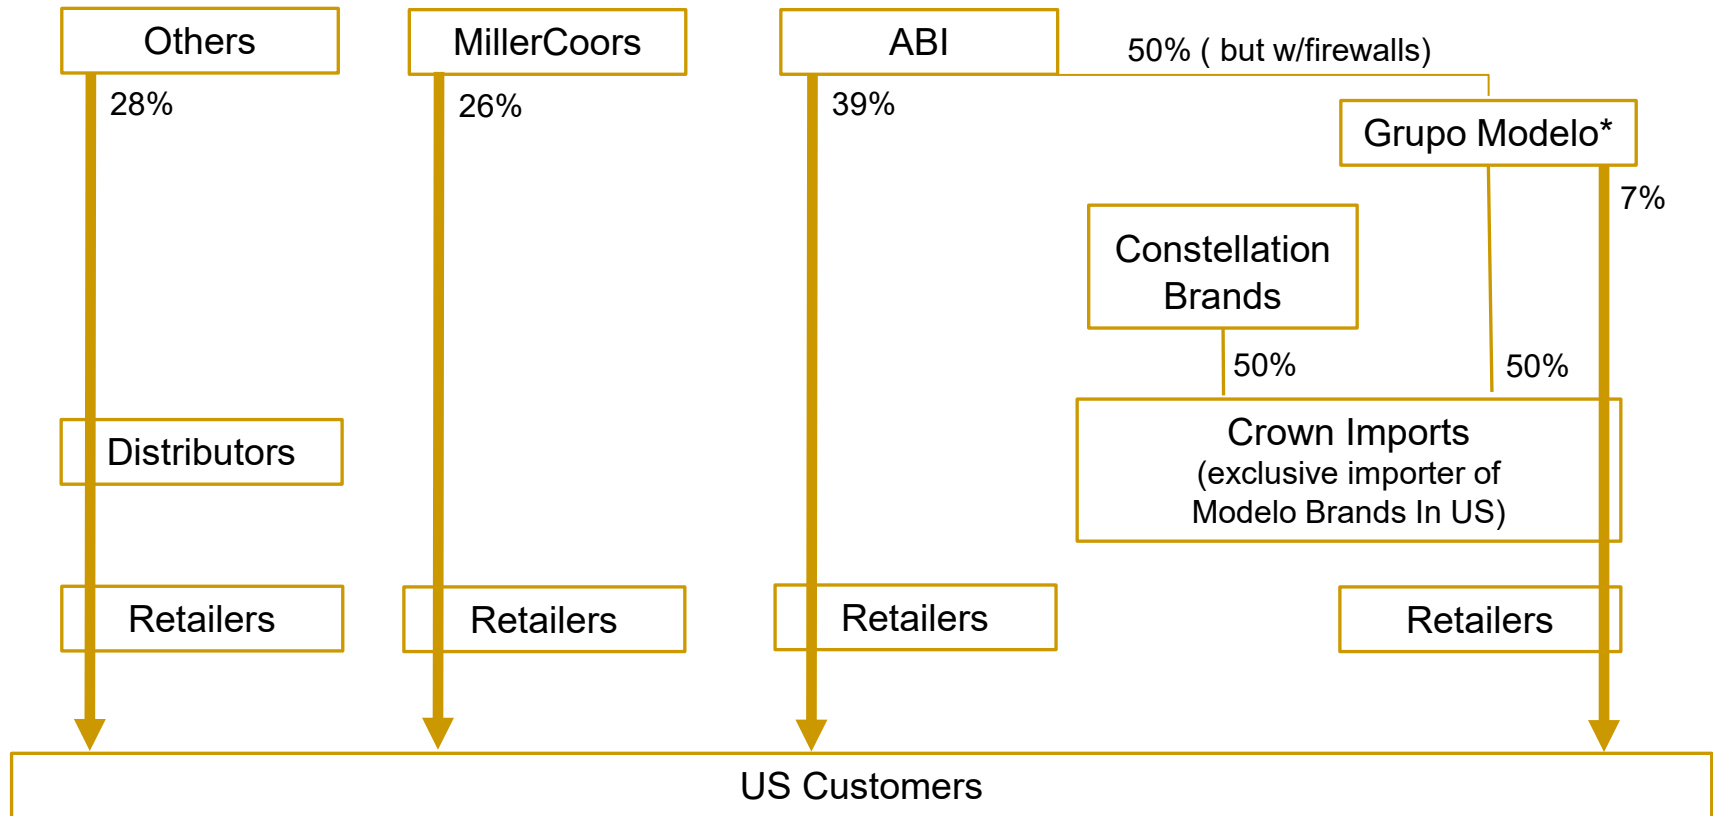 Others
MillerCoors
ABI
50% ( but w/firewalls)
28%
26%
39%
Grupo Modelo*
7%
Constellation
Brands
50%
50%
Crown Imports
(exclusive importer of
Modelo Brands In US)
Distributors
Retailers
Retailers
Retailers
Retailers
US Customers